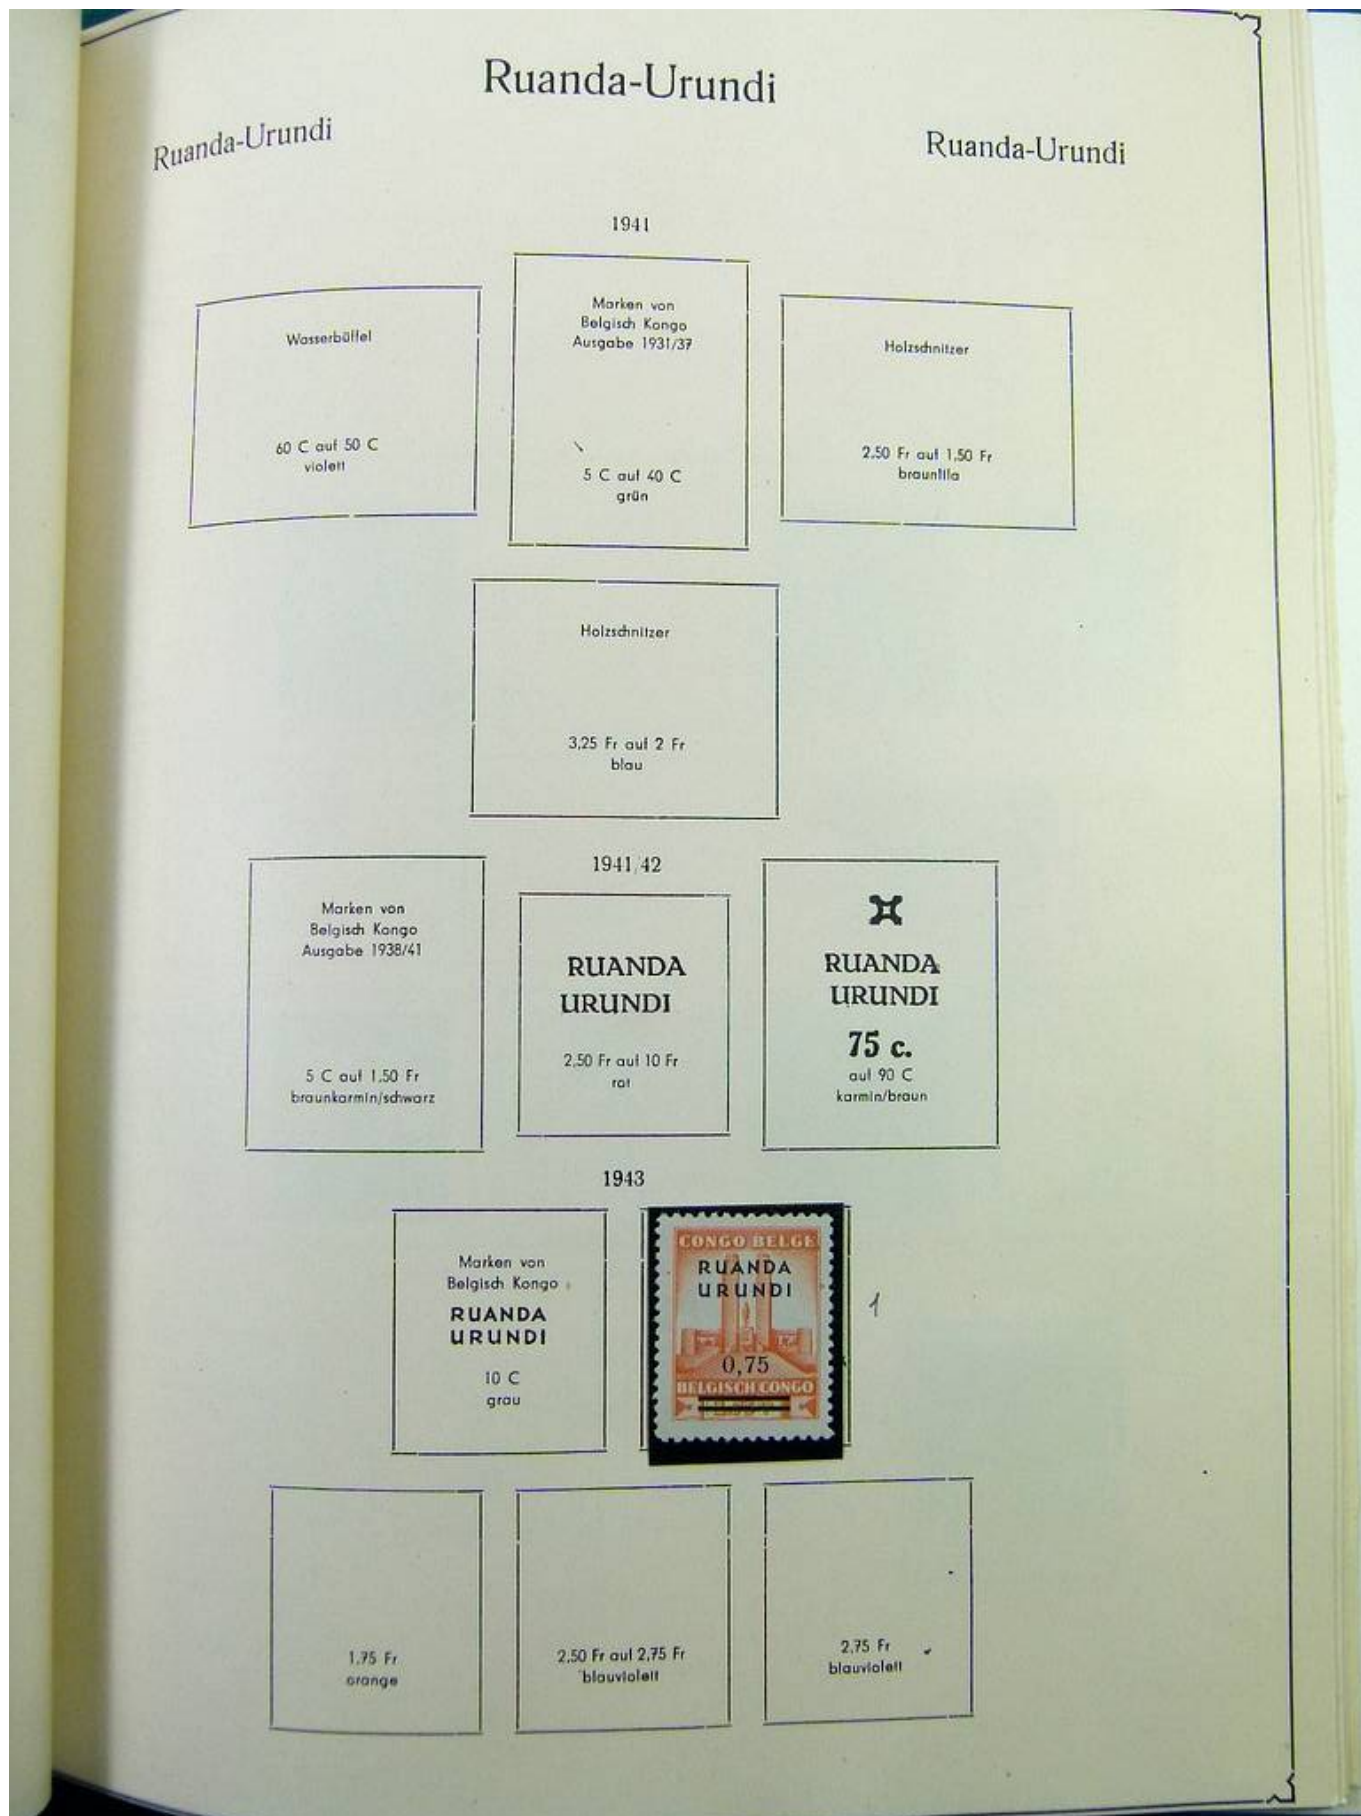 Ruanda-Urundi
Ruanda-Urundi
Ruanda-Urundi
1941
Wasserbüffel
60 C auf 50 C
violett
Marken von
Belgisch Kongo
Ausgabe 1931/37
5 C auf 40 C
grün
Holzschnitzer
2,50 Fr auf 1,50 Fr
braunlila
Holzschnitzer
3,25 Fr auf 2 Fr
blau
1941/42
Marken von
Belgisch Kongo
Ausgabe 1938/41
5 C auf 1,50 Fr
braunkarmin/schwarz
RUANDA
URUNDI
2,50 Fr auf 10 Fr
rot
RUANDA
URUNDI
75 c.
auf 90 C
karmin/braun
1943
Marken von
Belgisch Kongo
RUANDA
URUNDI
10 C
grau
CONGO BELGE
RUANDA
URUNDI
0,75
BELGISCH CONGO
1
1,75 Fr
orange
2,50 Fr auf 2,75 Fr
blauviolett
2,75 Fr
blauviolett